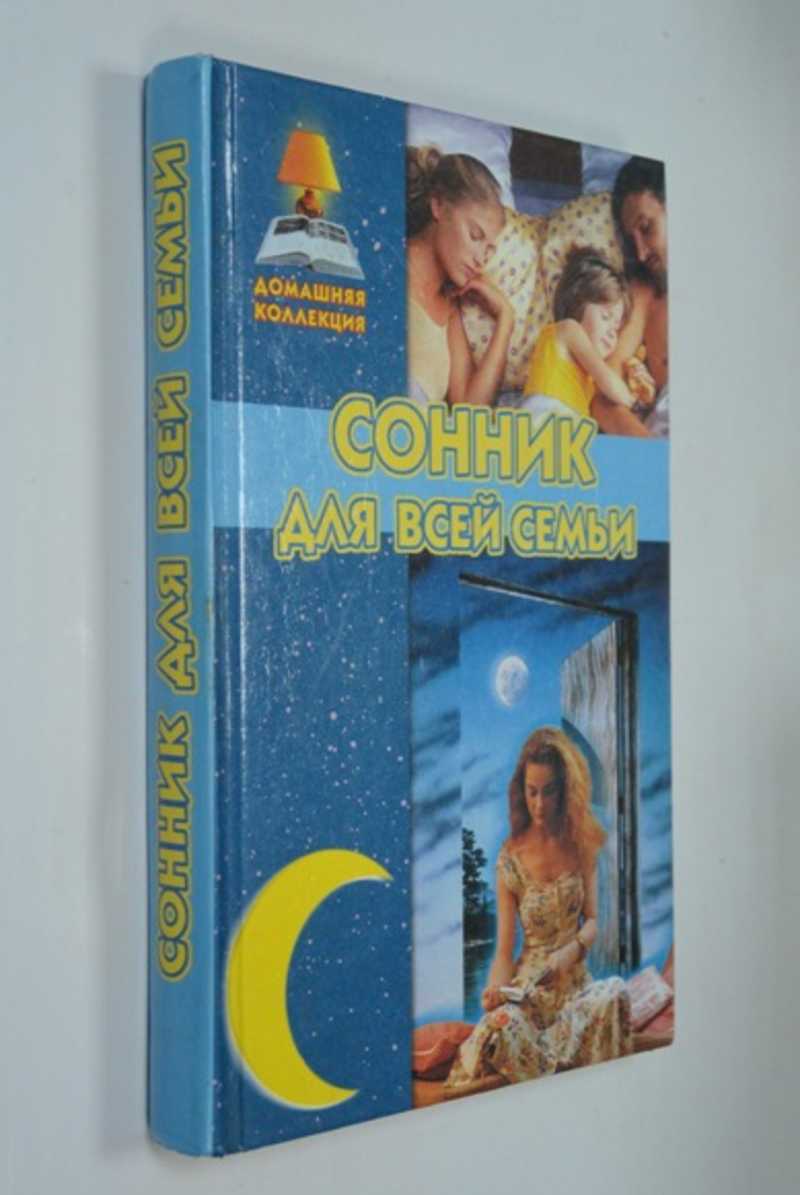 СОННИК ДЛЯ ВСЕЙ СЕМЬИ
ДОМАШНЯЯ
КОЛЛЕКЦИЯ
СОННИК
ДЛЯ ВСЕЙ СЕМЬИ